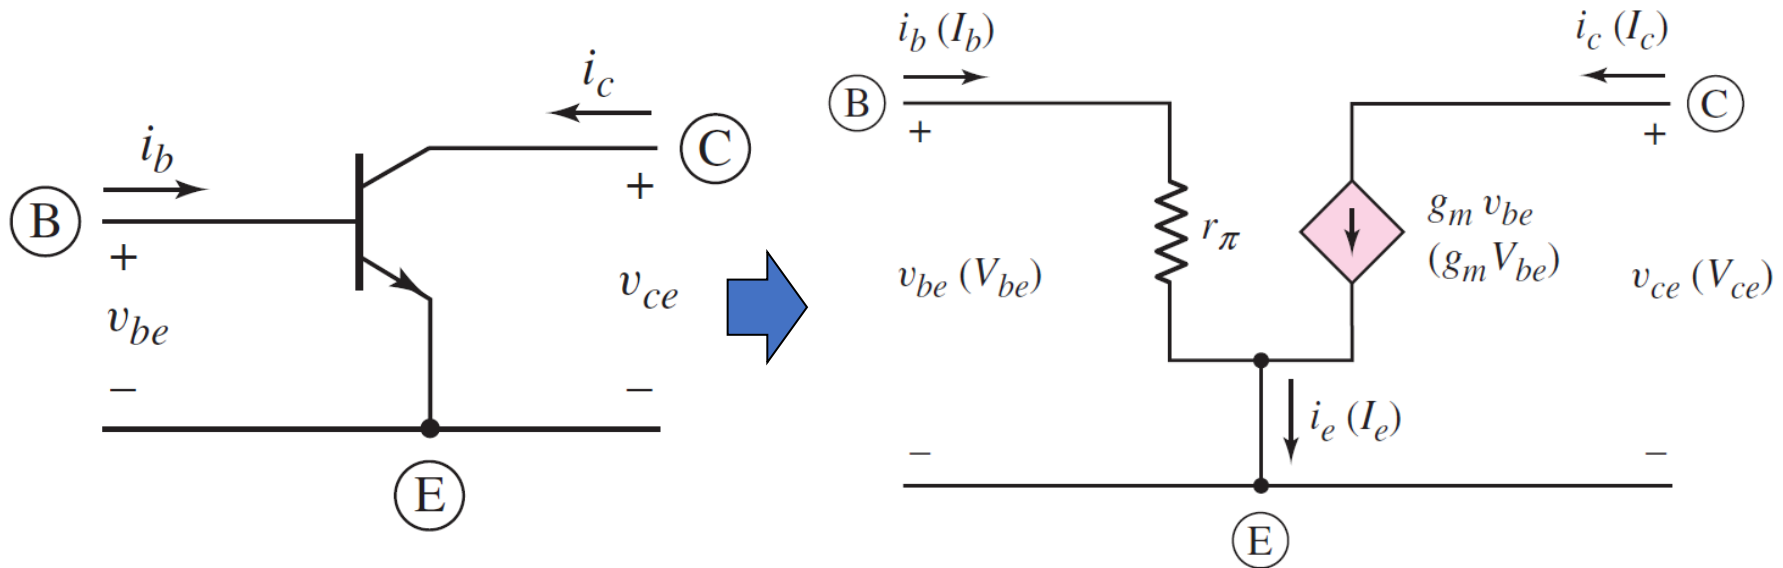 i_c
C
i_b
B
+
+
v_be
v_ce
−
−
E
i_b (I_b)
i_c (I_c)
B
C
+
+
r_π
g_m v_be
(g_m V_be)
v_be (V_be)
v_ce (V_ce)
i_e (I_e)
−
−
E